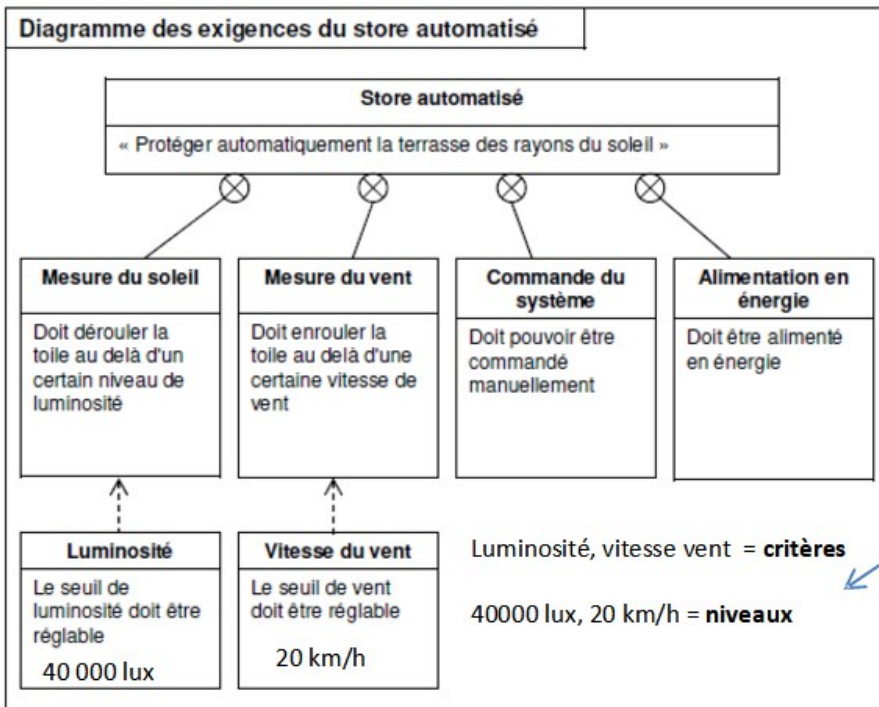 Diagramme des exigences du store automatisé
Store automatisé
« Protéger automatiquement la terrasse des rayons du soleil »
Mesure du soleil
Doit dérouler la
toile au delà d'un
certain niveau de
luminosité
Mesure du vent
Doit enrouler la
toile au delà d'une
certaine vitesse de
vent
Commande du
système
Doit pouvoir être
commandé
manuellement
Alimentation en
énergie
Doit être alimenté
en énergie
Luminosité
Le seuil de
luminosité doit être
réglable
40 000 lux
Vitesse du vent
Le seuil de vent
doit être réglable
20 km/h
Luminosité, vitesse vent = critères
40000 lux, 20 km/h = niveaux